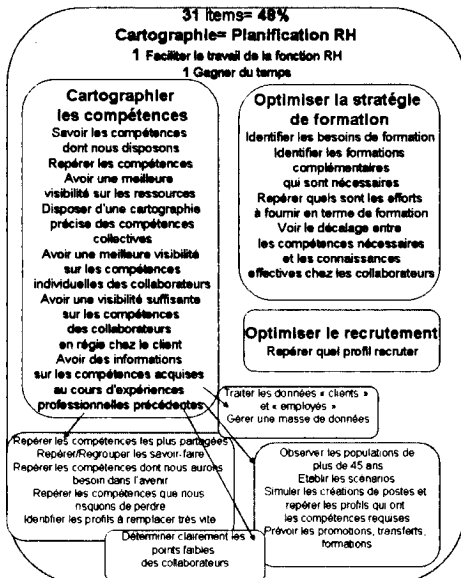 31 items= 48%
Cartographie= Planification RH
1 Faciliter le travail de la fonction RH
1 Gagner du temps
Cartographier
les compétences
Savoir les compétences
dont nous disposons
Repérer les compétences
Avoir une meilleure
visibilité sur les ressources
Disposer d'une cartographie
précise des compétences
collectives
Avoir une meilleure visibilité
sur les compétences
individuelles des collaborateurs
Avoir une visibilité suffisante
sur les compétences
des collaborateurs
en régie chez le client
Avoir des informations
sur les compétences acquises
au cours d'expériences
professionnelles précédentes
Optimiser la stratégie
de formation
Identifier les besoins de formation
Identifier les formations
complémentaires
qui sont nécessaires
Repérer quels sont les efforts
à fournir en terme de formation
Voir le décalage entre
les compétences nécessaires
et les connaissances
effectives chez les collaborateurs
Optimiser le recrutement
Repérer quel profil recruter
Traiter les données « clients »
et « employés »
Gérer une masse de données
Repérer les compétences les plus partagées
Repérer/Regrouper les savoir-faire
Repérer les compétences dont nous aurons
besoin dans l'avenir
Repérer les compétences que nous
risquons de perdre
Identifier les profils à remplacer très vite
Observer les populations de
plus de 45 ans
Etablir les scénarios
Simuler les créations de postes et
repérer les profils qui ont
les compétences requises
Prévoir les promotions, transferts,
formations
Déterminer clairement les
points faibles
des collaborateurs